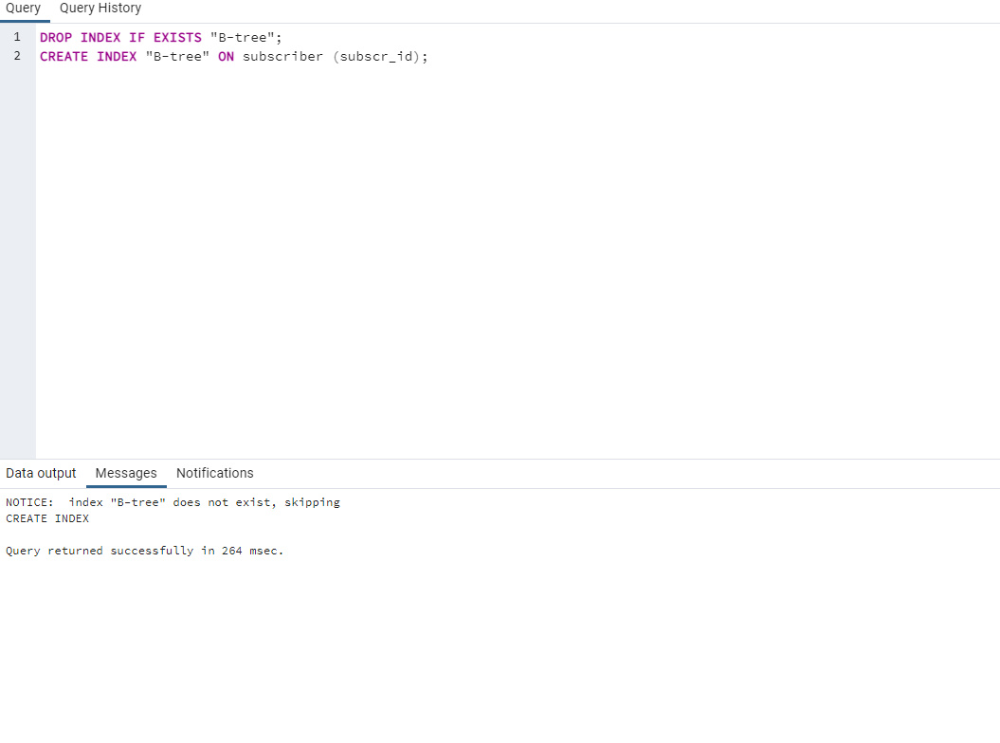 Query Query History
1 DROP INDEX IF EXISTS "B-tree";
2 CREATE INDEX "B-tree" ON subscriber (subscr_id);
Data output Messages Notifications
NOTICE:  index "B-tree" does not exist, skipping
CREATE INDEX
Query returned successfully in 264 msec.